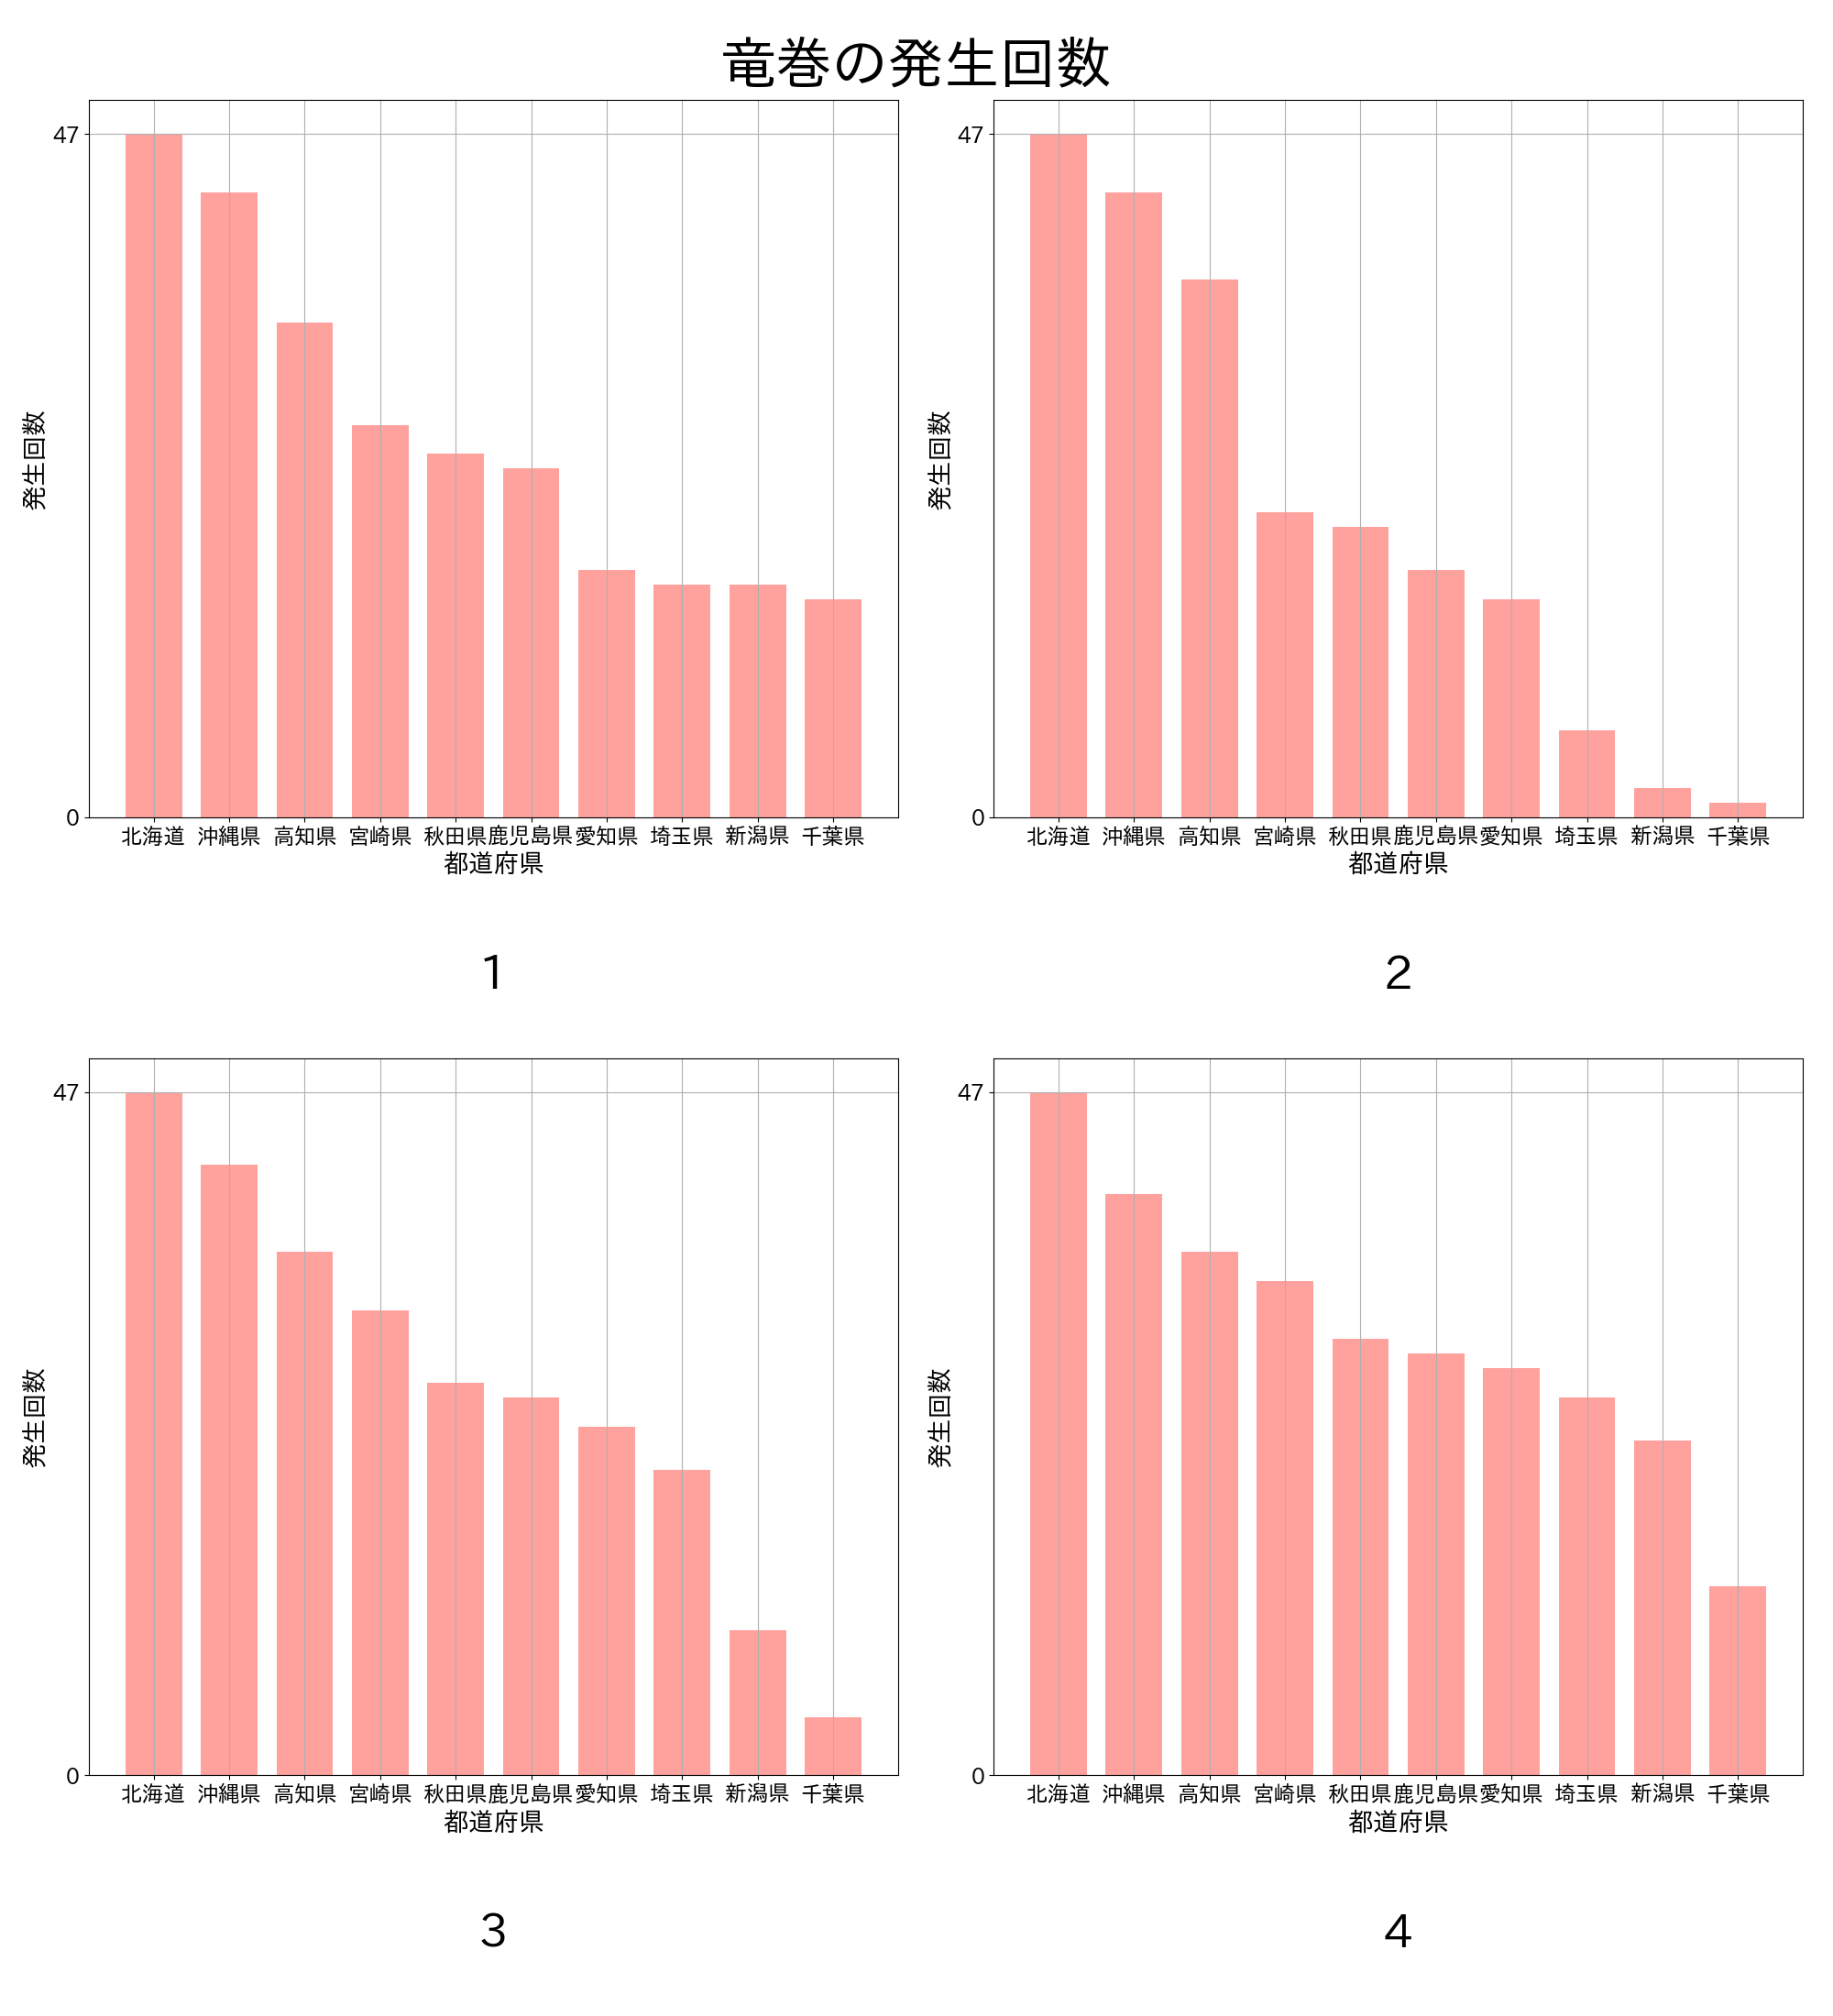 竜巻の発生回数
47
0
発生回数
北海道 沖縄県 高知県 宮崎県 秋田県 鹿児島県 愛知県 埼玉県 新潟県 千葉県
都道府県
1
47
0
発生回数
北海道 沖縄県 高知県 宮崎県 秋田県 鹿児島県 愛知県 埼玉県 新潟県 千葉県
都道府県
2
47
0
発生回数
北海道 沖縄県 高知県 宮崎県 秋田県 鹿児島県 愛知県 埼玉県 新潟県 千葉県
都道府県
3
47
0
発生回数
北海道 沖縄県 高知県 宮崎県 秋田県 鹿児島県 愛知県 埼玉県 新潟県 千葉県
都道府県
4